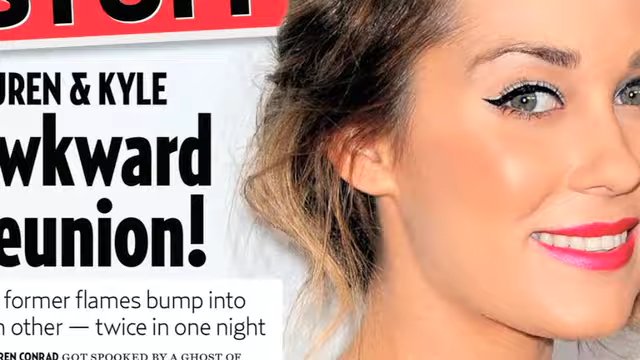 STUFF
UREN & KYLE
wkward
eunion!
former flames bump into
h other — twice in one night
REN CONRAD GOT SPOOKED BY A GHOST OF